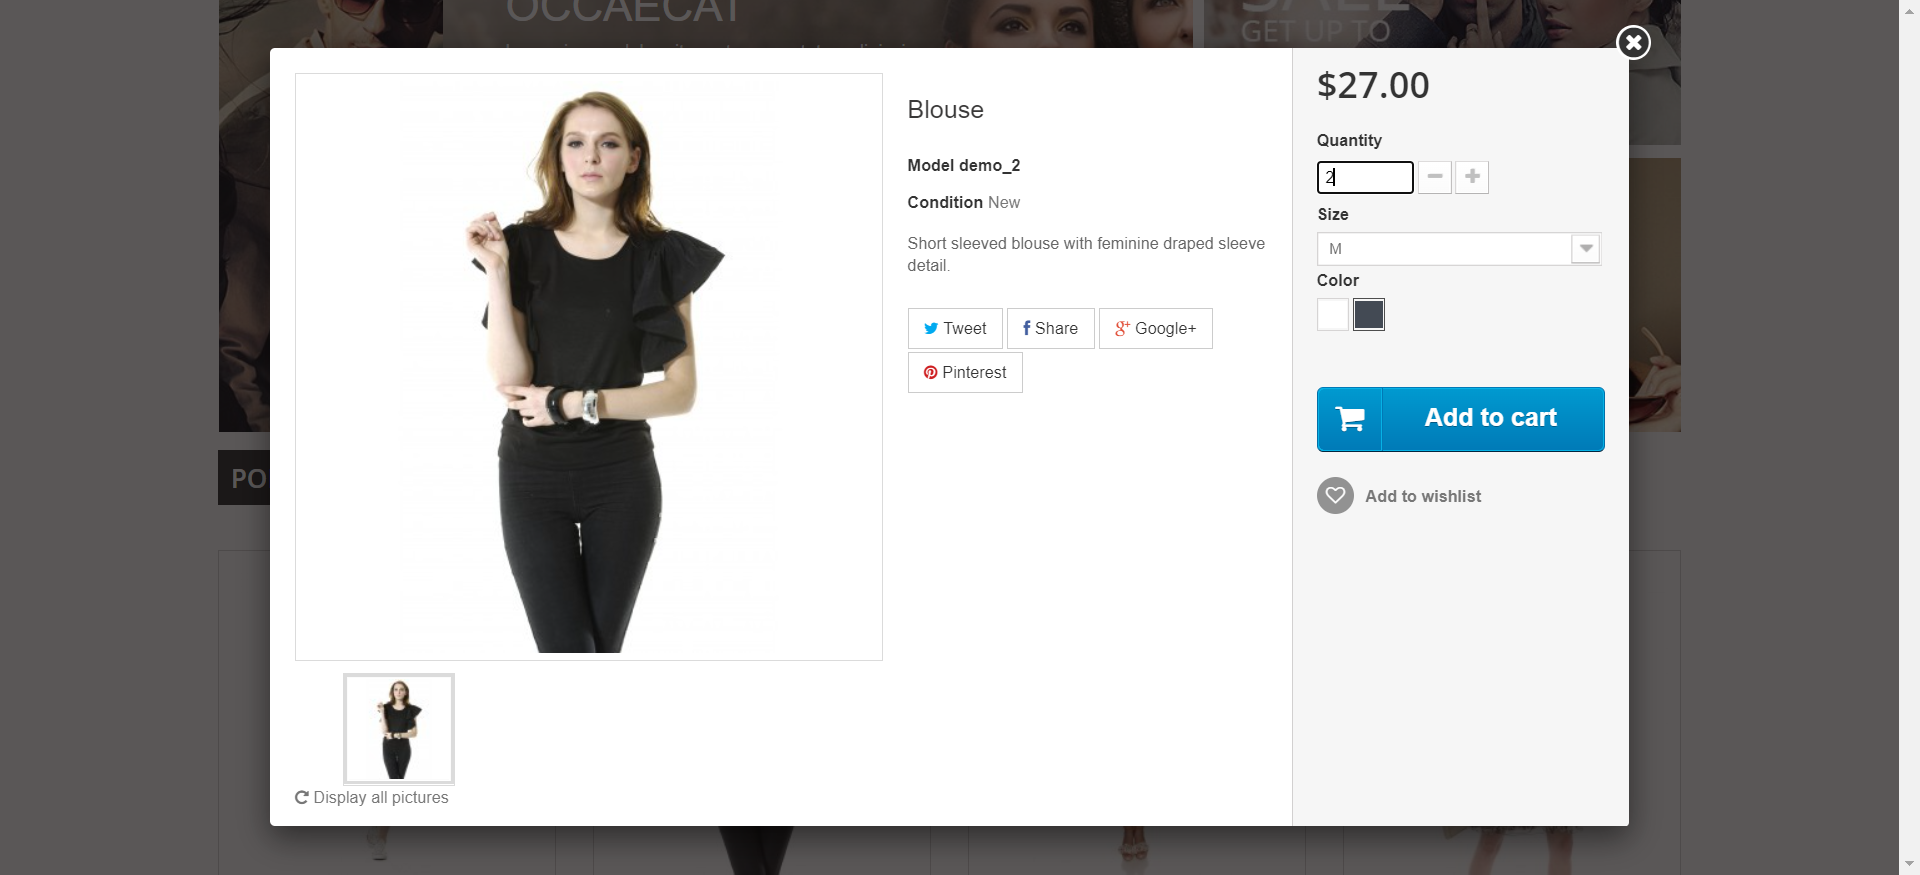 OCCAECAT
GET UP TO
$27.00
Blouse
Quantity
Model demo_2
2
Condition New
Size
Short sleeved blouse with feminine draped sleeve
detail.
M
Color
Tweet
Share
Google+
Pinterest
Add to cart
PO
Add to wishlist
Display all pictures